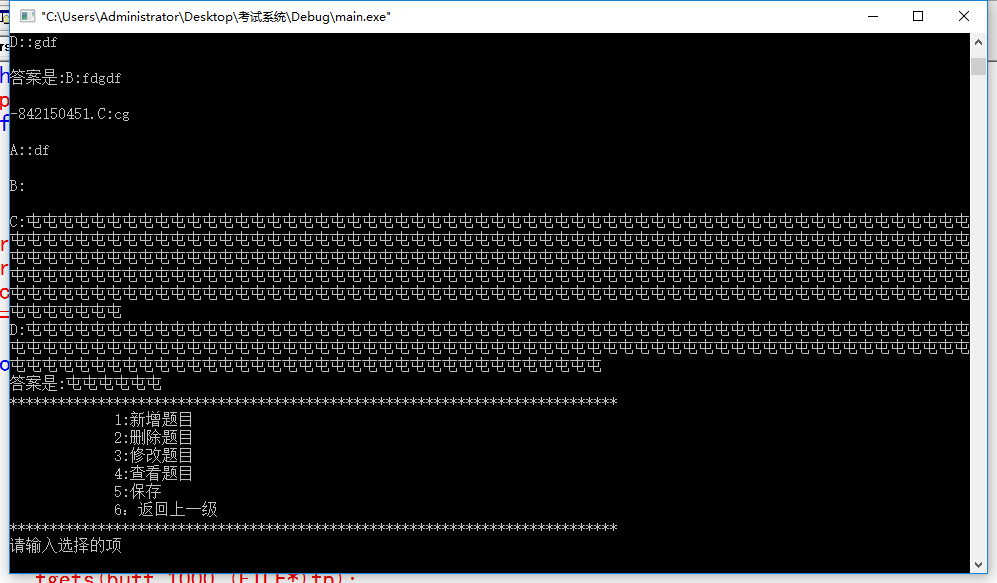 "C:\Users\Administrator\Desktop\考试系统\Debug\main.exe"
D::gdf
答案是:B:fdgdf
-842150451.C:cg
A::df
B:
C:屯屯屯屯屯屯屯屯屯屯屯屯屯屯屯屯屯屯屯屯屯屯屯屯屯屯屯屯屯屯屯屯屯屯屯屯屯屯屯屯屯屯屯屯屯屯屯屯屯屯屯屯屯屯屯屯屯屯屯
屯屯屯屯屯屯屯屯屯屯屯屯屯屯屯屯屯屯屯屯屯屯屯屯屯屯屯屯屯屯屯屯屯屯屯屯屯屯屯屯屯屯屯屯屯屯屯屯屯屯屯屯屯屯屯屯屯屯屯屯
屯屯屯屯屯屯屯屯屯屯屯屯屯屯屯屯屯屯屯屯屯屯屯屯屯屯屯屯屯屯屯屯屯屯屯屯屯屯屯屯屯屯屯屯屯屯屯屯屯屯屯屯屯屯屯屯屯屯屯屯
屯屯屯屯屯屯屯屯屯屯屯屯屯屯屯屯屯屯屯屯屯屯屯屯屯屯屯屯屯屯屯屯屯屯屯屯屯屯屯屯屯屯屯屯屯屯屯屯屯屯屯屯屯屯屯屯屯屯屯屯
屯屯屯屯屯屯屯屯屯屯屯屯屯屯屯屯屯屯屯屯屯屯屯屯屯屯屯屯屯屯屯屯屯屯屯屯屯屯屯屯屯屯屯屯屯屯屯屯屯屯屯屯屯屯屯屯屯屯屯屯
屯屯屯屯屯屯屯
D:屯屯屯屯屯屯屯屯屯屯屯屯屯屯屯屯屯屯屯屯屯屯屯屯屯屯屯屯屯屯屯屯屯屯屯屯屯屯屯屯屯屯屯屯屯屯屯屯屯屯屯屯屯屯屯屯屯屯屯
屯屯屯屯屯屯屯屯屯屯屯屯屯屯屯屯屯屯屯屯屯屯屯屯屯屯屯屯屯屯屯屯屯屯屯屯屯屯屯屯屯屯屯屯屯屯屯屯屯屯屯屯屯屯屯屯屯屯屯屯
屯屯屯屯屯屯屯屯屯屯屯屯屯屯屯屯屯屯屯屯屯屯屯屯屯屯屯屯屯屯屯屯屯屯屯屯屯
答案是:屯屯屯屯屯屯
****************************************************************************
1:新增题目
2:删除题目
3:修改题目
4:查看题目
5:保存
6：返回上一级
****************************************************************************
请输入选择的项
fgets(buff,1000,(FILE*)fp);